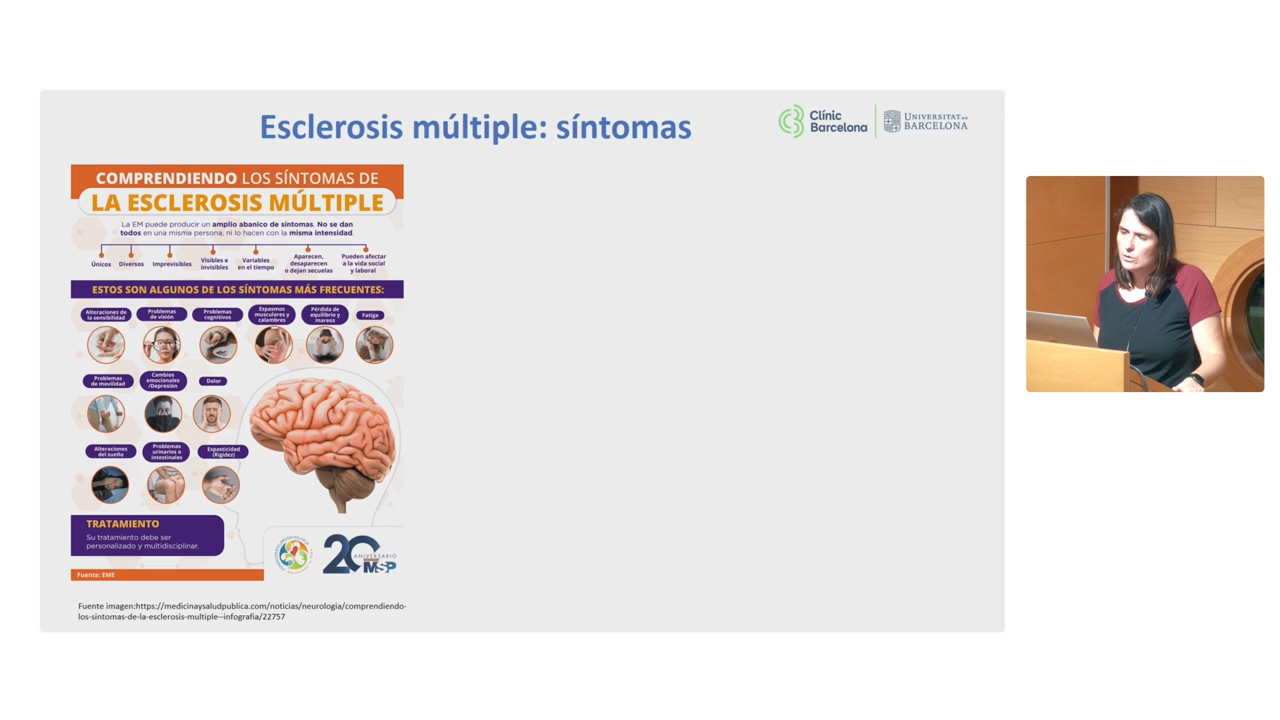 Esclerosis múltiple: síntomas
Clínic
Barcelona
UNIVERSITAT DE
BARCELONA
COMPRENDIENDO LOS SÍNTOMAS DE
LA ESCLEROSIS MÚLTIPLE
La EM puede producir un amplio abanico de síntomas. No se dan
todos en una misma persona, ni lo hacen con la misma intensidad.
Únicos
Diversos
Imprevisibles
Visibles e
invisibles
Variables
en el tiempo
Aparecen,
desaparecen
o dejan secuelas
Pueden afectar
a la vida social
y laboral
ESTOS SON ALGUNOS DE LOS SÍNTOMAS MÁS FRECUENTES:
Alteraciones de
la sensibilidad
Problemas
de visión
Problemas
cognitivos
Espasmos
musculares y
calambres
Pérdida de
equilibrio y
mareos
Fatiga
Problemas
de movilidad
Cambios
emocionales
/Depresión
Dolor
Alteraciones
del sueño
Problemas
urinarios o
intestinales
Espasticidad
(Rigidez)
TRATAMIENTO
Su tratamiento debe ser
personalizado y multidisciplinar.
20
ANIVERSARIO
MSP
Fuente: EME
Fuente imagen:https://medicinaysaludpublica.com/noticias/neurologia/comprendiendo-
los-sintomas-de-la-esclerosis-multiple--infografia/22757